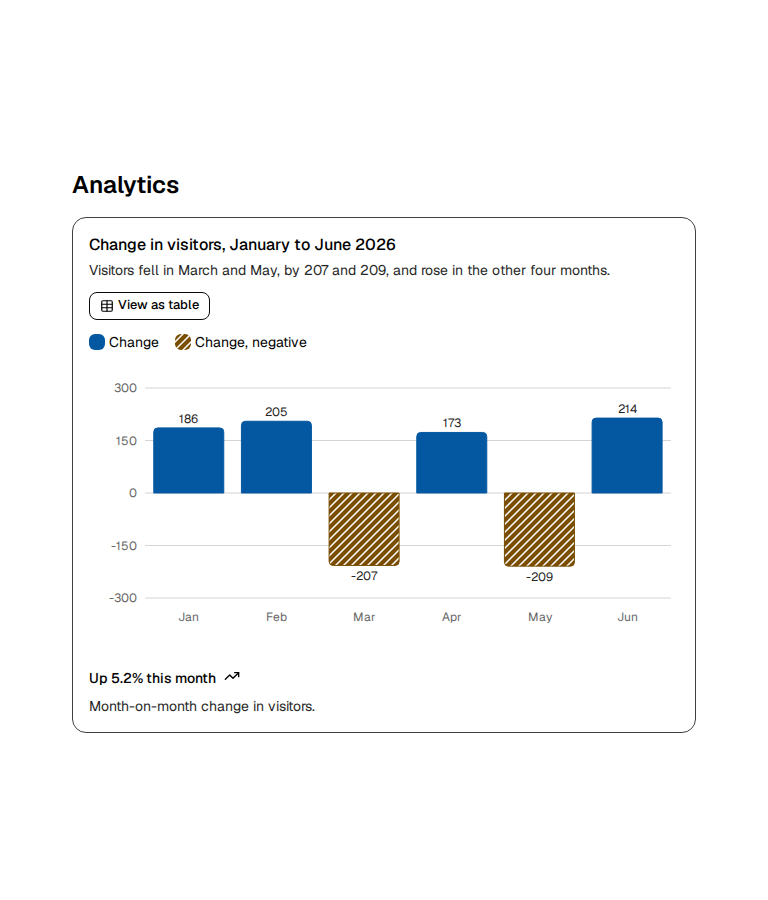 Analytics
Change in visitors, January to June 2026
Visitors fell in March and May, by 207 and 209, and rose in the other four months.
View as table
Change
Change, negative
300
150
0
-150
-300
186
205
-207
173
-209
214
Jan
Feb
Mar
Apr
May
Jun
Up 5.2% this month
Month-on-month change in visitors.